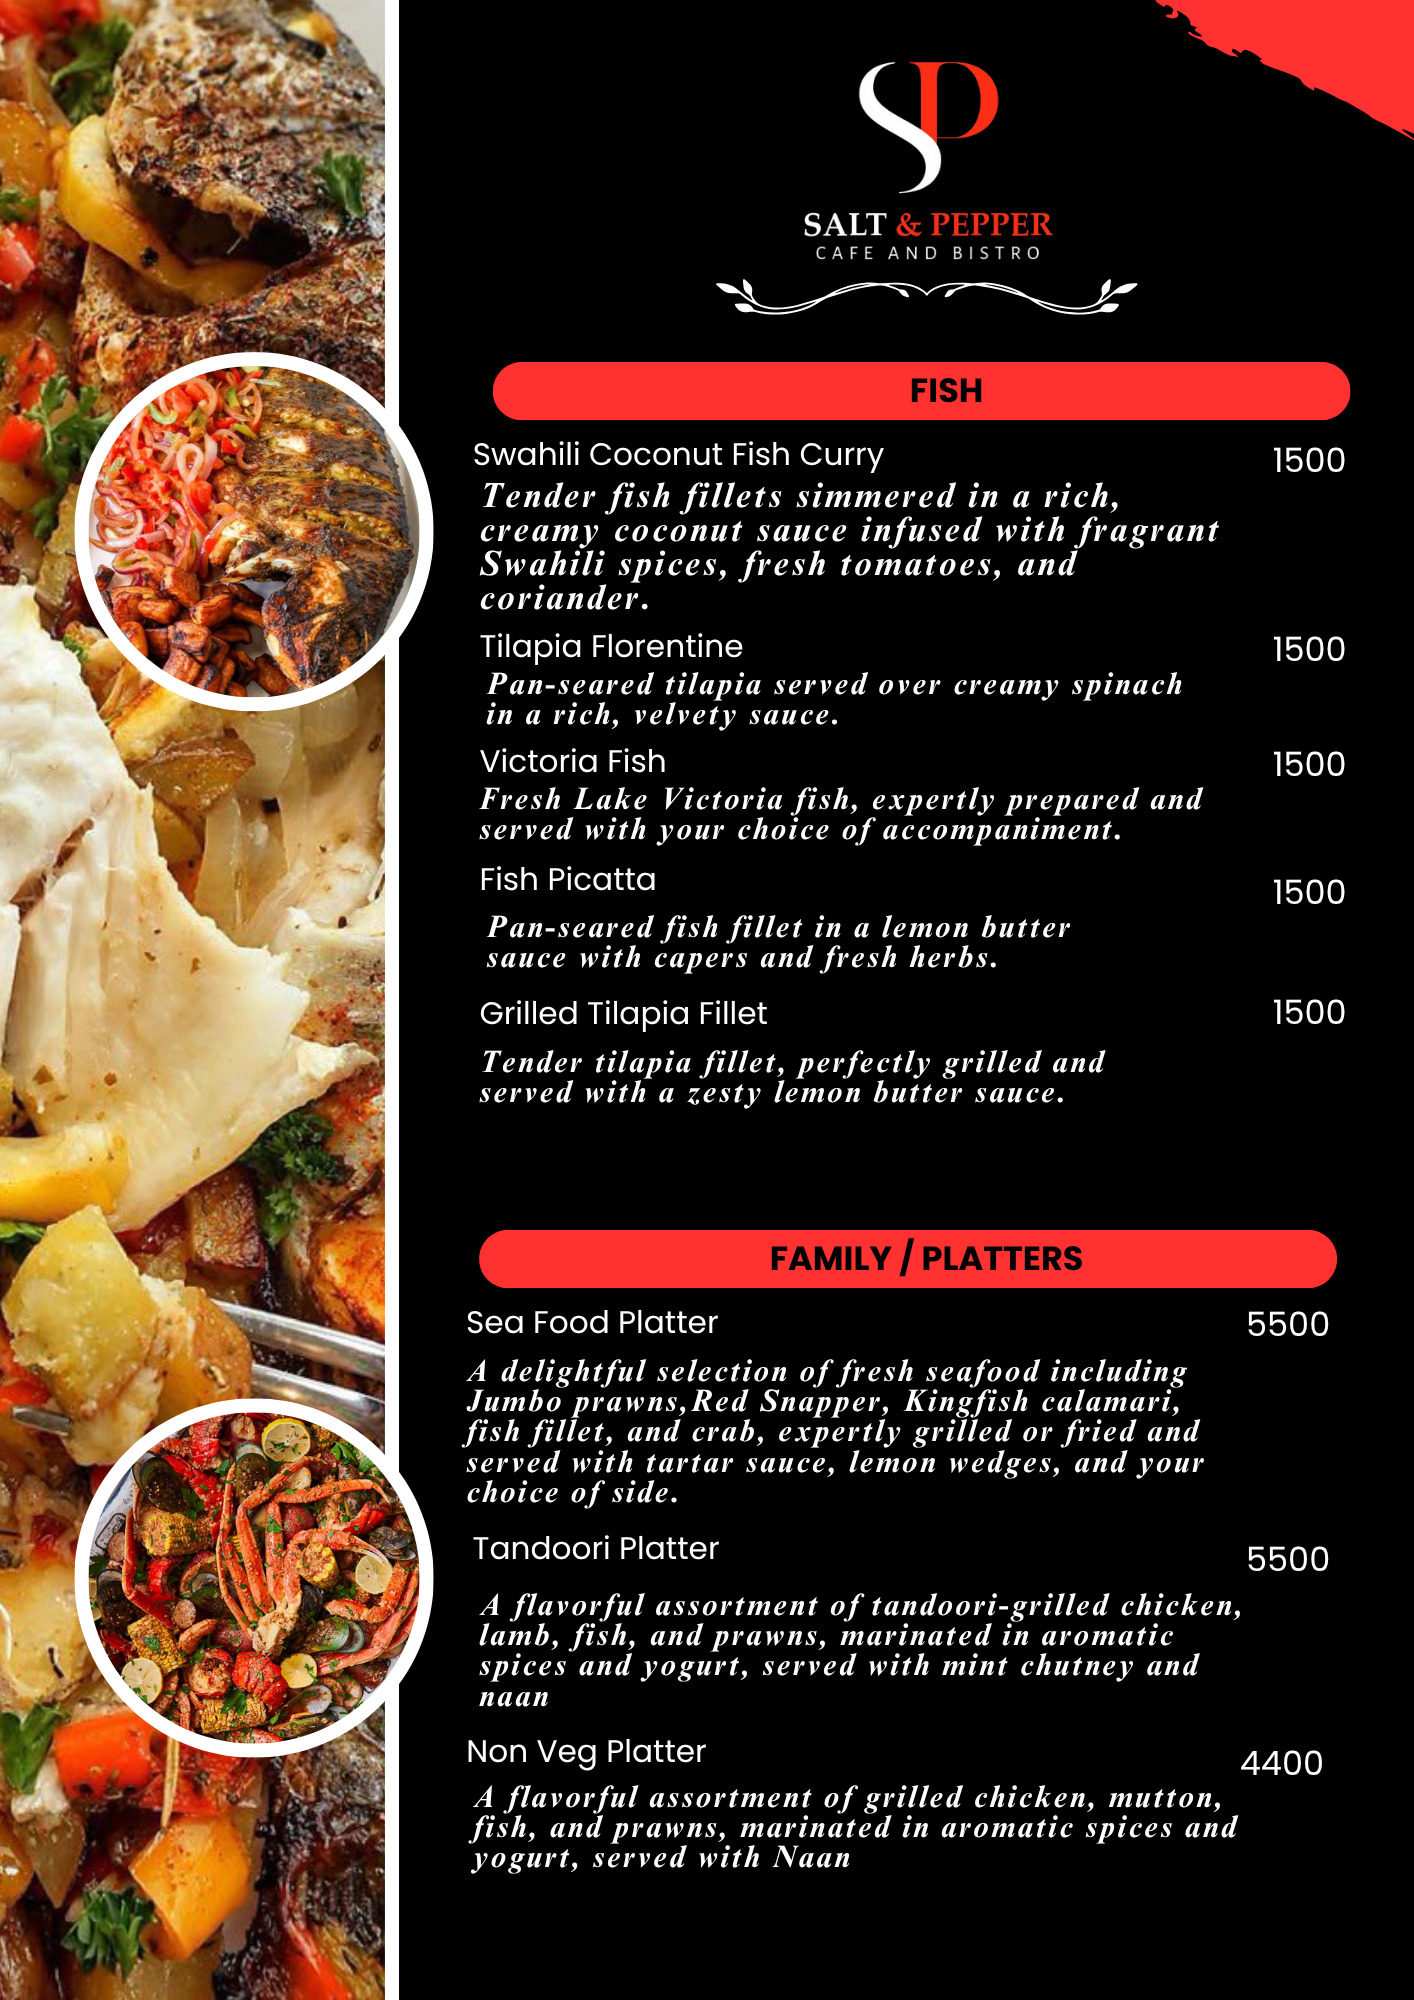 SP
SALT & PEPPER
CAFE AND BISTRO
FISH
Swahili Coconut Fish Curry 1500
Tender fish fillets simmered in a rich,
creamy coconut sauce infused with fragrant
Swahili spices, fresh tomatoes, and
coriander.
Tilapia Florentine 1500
Pan-seared tilapia served over creamy spinach
in a rich, velvety sauce.
Victoria Fish 1500
Fresh Lake Victoria fish, expertly prepared and
served with your choice of accompaniment.
Fish Picatta 1500
Pan-seared fish fillet in a lemon butter
sauce with capers and fresh herbs.
Grilled Tilapia Fillet 1500
Tender tilapia fillet, perfectly grilled and
served with a zesty lemon butter sauce.
FAMILY / PLATTERS
Sea Food Platter 5500
A delightful selection of fresh seafood including
Jumbo prawns,Red Snapper, Kingfish calamari,
fish fillet, and crab, expertly grilled or fried and
served with tartar sauce, lemon wedges, and your
choice of side.
Tandoori Platter 5500
A flavorful assortment of tandoori-grilled chicken,
lamb, fish, and prawns, marinated in aromatic
spices and yogurt, served with mint chutney and
naan
Non Veg Platter 4400
A flavorful assortment of grilled chicken, mutton,
fish, and prawns, marinated in aromatic spices and
yogurt, served with Naan